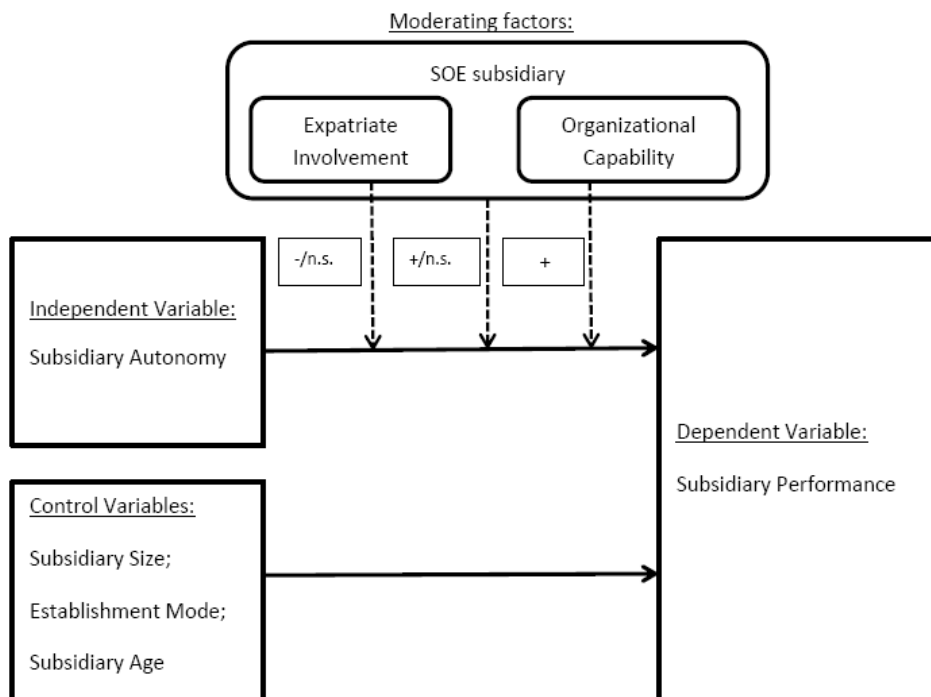 Moderating factors:
SOE subsidiary
Expatriate
Involvement
Organizational
Capability
-/n.s.
+/n.s.
+
Independent Variable:
Subsidiary Autonomy
Dependent Variable:
Subsidiary Performance
Control Variables:
Subsidiary Size;
Establishment Mode;
Subsidiary Age